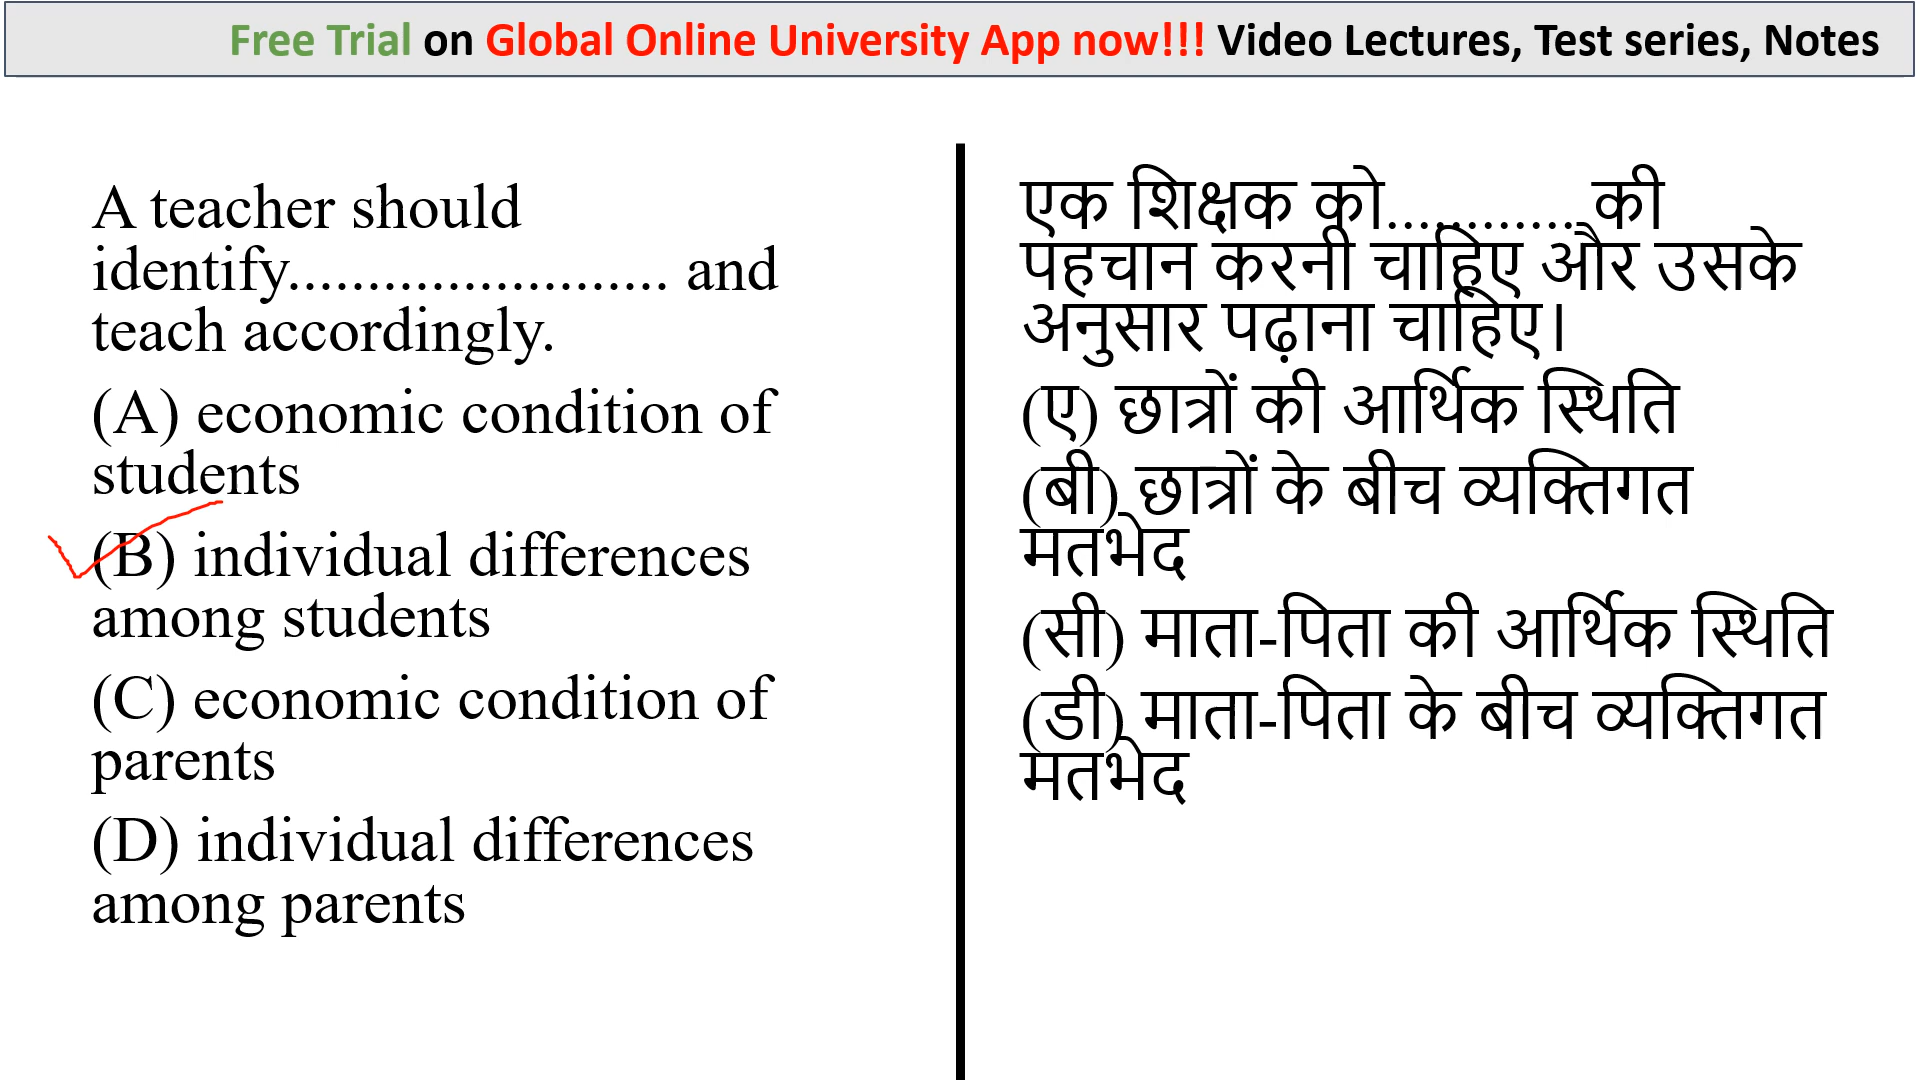 Free Trial on Global Online University App now!!! Video Lectures, Test series, Notes
A teacher should
identify........................ and
teach accordingly.
(A) economic condition of
students
(B) individual differences
among students
(C) economic condition of
parents
(D) individual differences
among parents
एक शिक्षक को............ की
पहचान करनी चाहिए और उसके
अनुसार पढ़ाना चाहिए।
(ए) छात्रों की आर्थिक स्थिति
(बी) छात्रों के बीच व्यक्तिगत
मतभेद
(सी) माता-पिता की आर्थिक स्थिति
(डी) माता-पिता के बीच व्यक्तिगत
मतभेद